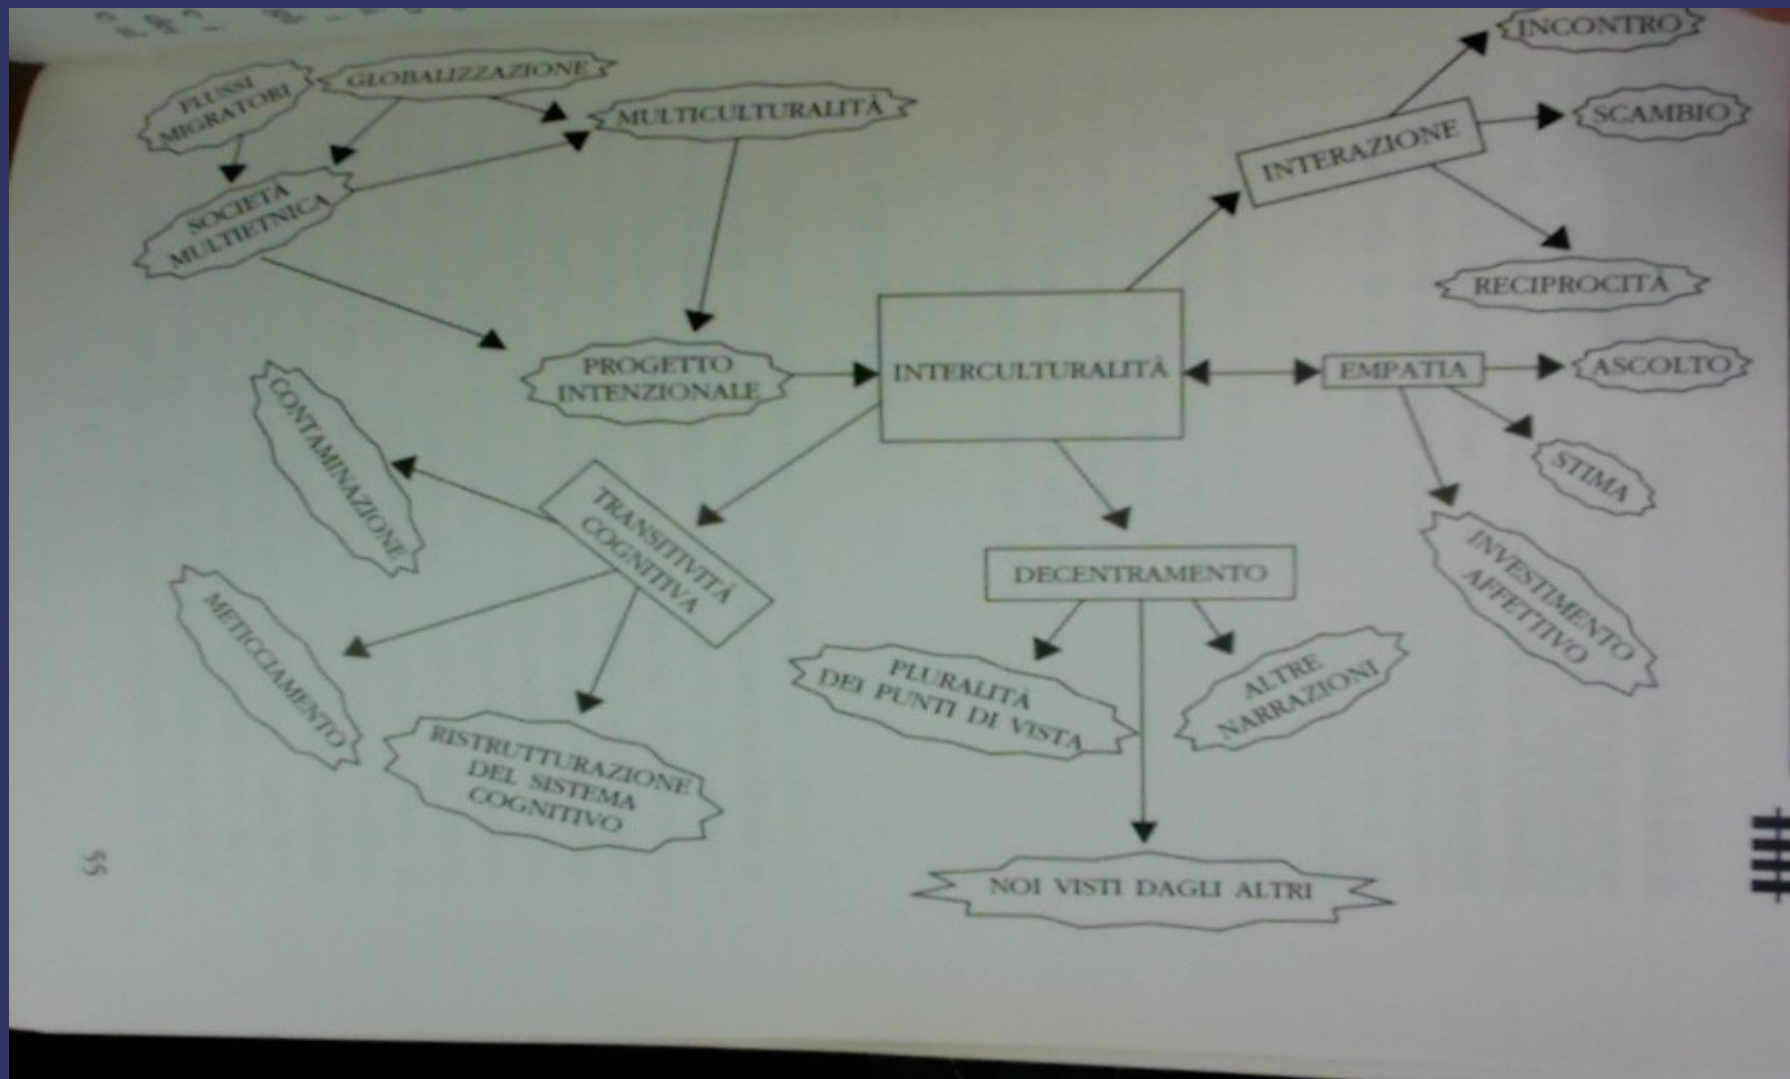 FLUSSI
MIGRATORI
GLOBALIZZAZIONE
MULTICULTURALITÀ
SOCIETÀ
MULTIETNICA
PROGETTO
INTENZIONALE
INTERCULTURALITÀ
INTERAZIONE
INCONTRO
SCAMBIO
RECIPROCITÀ
EMPATIA
ASCOLTO
STIMA
INVESTIMENTO
AFFETTIVO
TRANSITIVITÀ
COGNITIVA
CONTAMINAZIONE
METICCIAMENTO
RISTRUTTURAZIONE
DEL SISTEMA
COGNITIVO
DECENTRAMENTO
PLURALITÀ
DEI PUNTI DI VISTA
ALTRE
NARRAZIONI
NOI VISTI DAGLI ALTRI
55